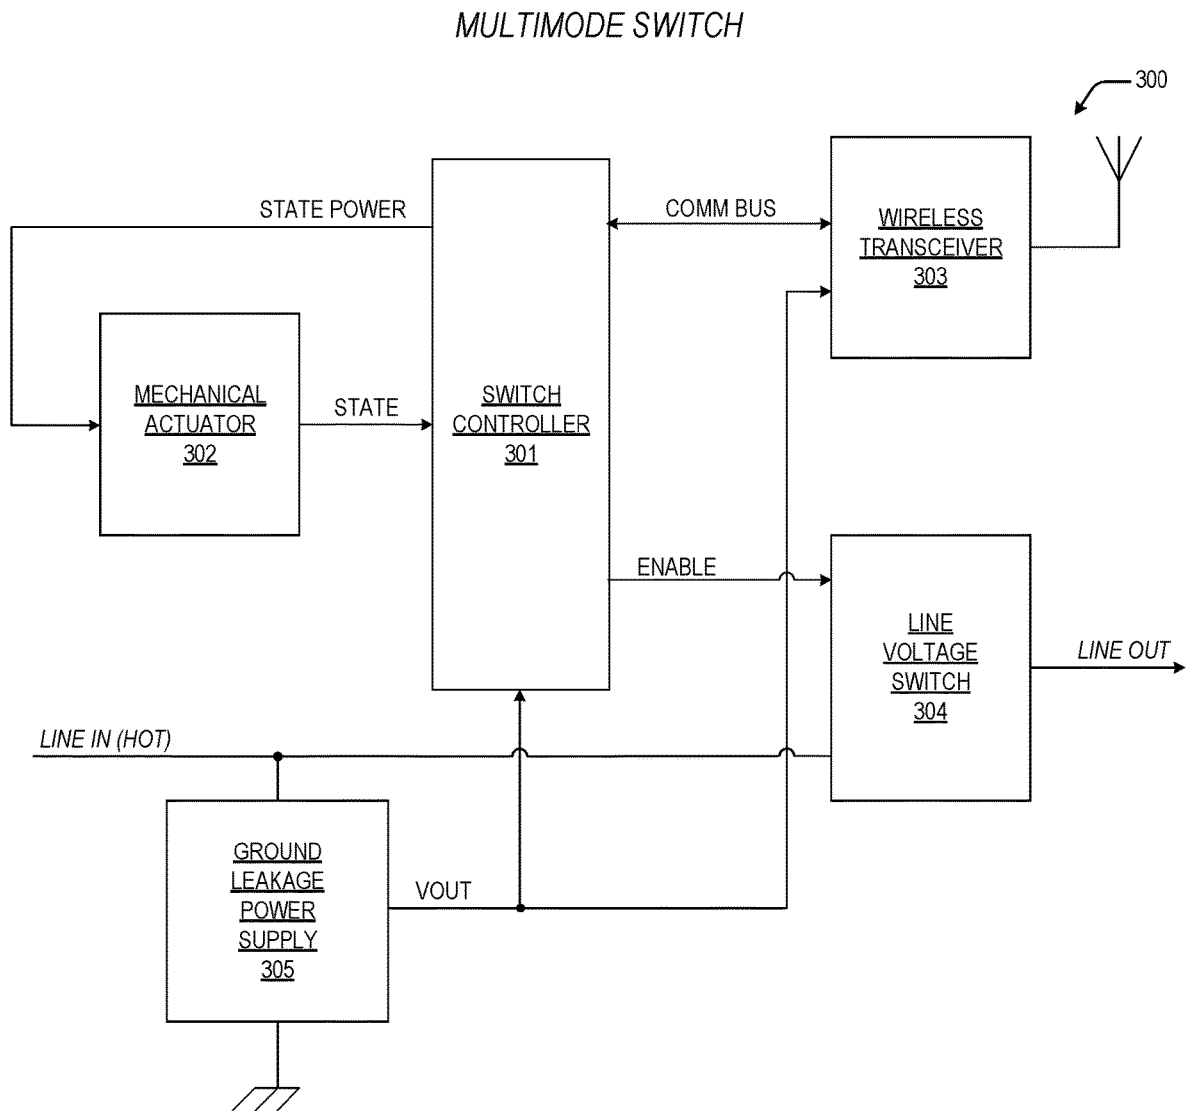 MULTIMODE SWITCH
300
STATE POWER
COMM BUS
WIRELESS
TRANSCEIVER
303
MECHANICAL
ACTUATOR
302
STATE
SWITCH
CONTROLLER
301
ENABLE
LINE
VOLTAGE
SWITCH
304
LINE OUT
LINE IN (HOT)
GROUND
LEAKAGE
POWER
SUPPLY
305
VOUT